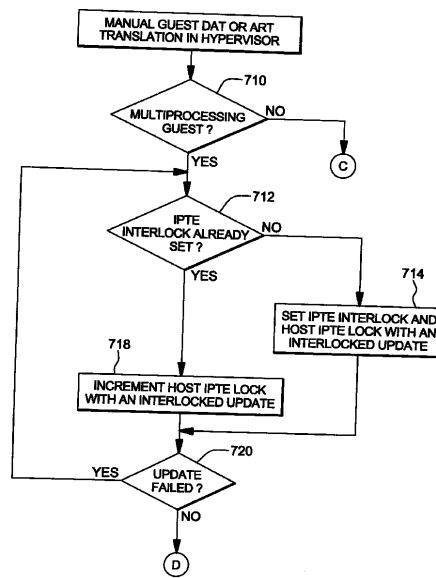 MANUAL GUEST DAT OR ART
TRANSLATION IN HYPERVISOR
710
MULTIPROCESSING
GUEST ?
NO
YES
C
712
IPTE
INTERLOCK ALREADY
SET ?
NO
YES
714
SET IPTE INTERLOCK AND
HOST IPTE LOCK WITH AN
INTERLOCKED UPDATE
718
INCREMENT HOST IPTE LOCK
WITH AN INTERLOCKED UPDATE
720
YES
UPDATE
FAILED ?
NO
D